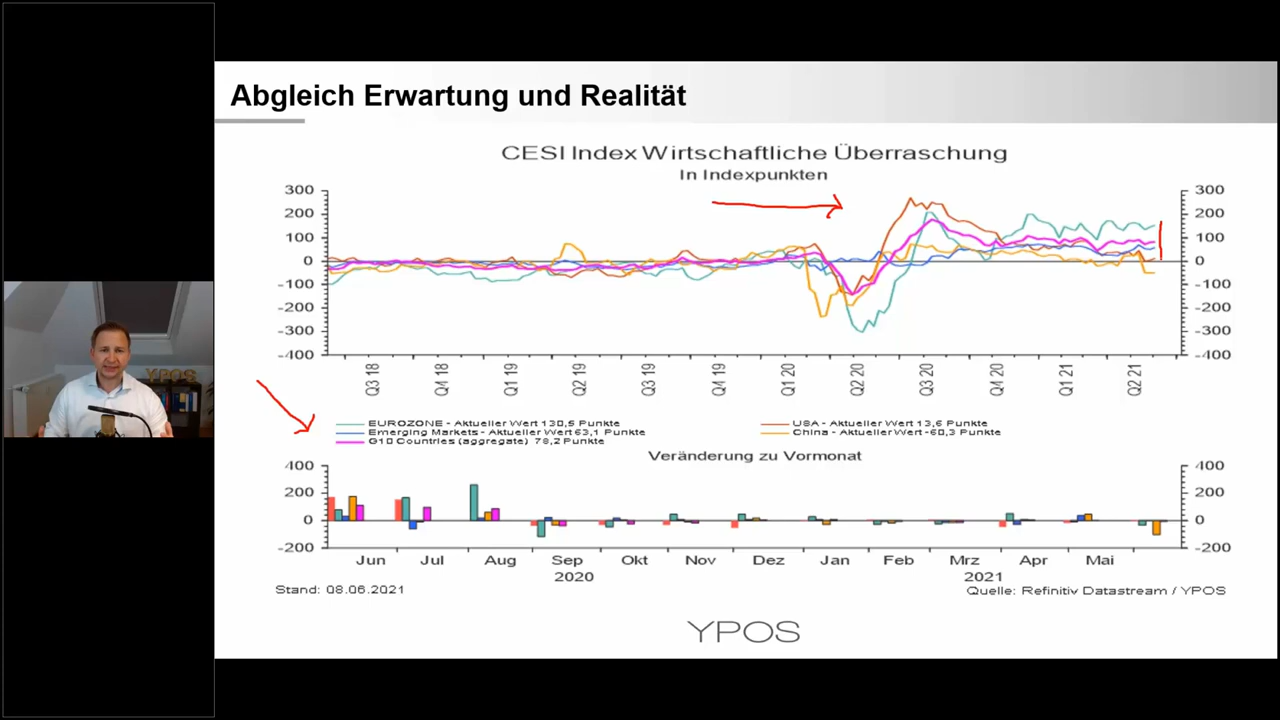 Abgleich Erwartung und Realität
CESI Index Wirtschaftliche Überraschung
In Indexpunkten
300 300
200 200
100 100
0 0
-100 -100
-200 -200
-300 -300
-400 -400
Q3 18 Q4 18 Q1 19 Q2 19 Q3 19 Q4 19 Q1 20 Q2 20 Q3 20 Q4 20 Q1 21 Q2 21
EUROZONE - Aktueller Wert 130,5 Punkte USA - Aktueller Wert 13,6 Punkte
Emerging Markets - Aktueller Wert 63,1 Punkte China - Aktueller Wert -60,3 Punkte
G10 Countries (aggregate) 78,2 Punkte
Veränderung zu Vormonat
400 400
200 200
0 0
-200 -200
Jun Jul Aug Sep Okt Nov Dez Jan Feb Mrz Apr Mai
2020 2021
Stand: 08.06.2021 Quelle: Refinitiv Datastream / YPOS
YPOS
YPOS